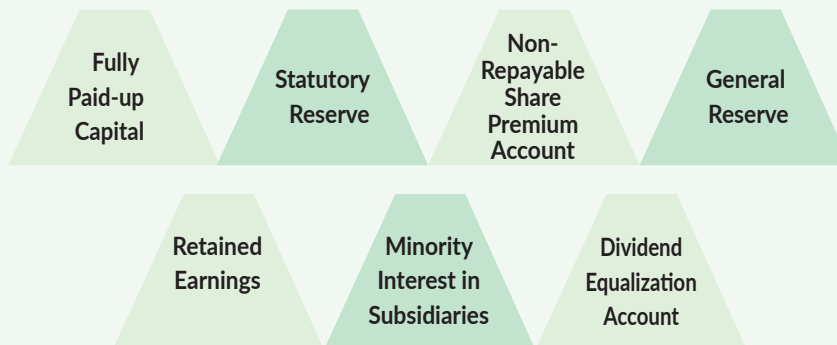 Fully
Paid-up
Capital
Statutory
Reserve
Non-
Repayable
Share
Premium
Account
General
Reserve
Retained
Earnings
Minority
Interest in
Subsidiaries
Dividend
Equalization
Account